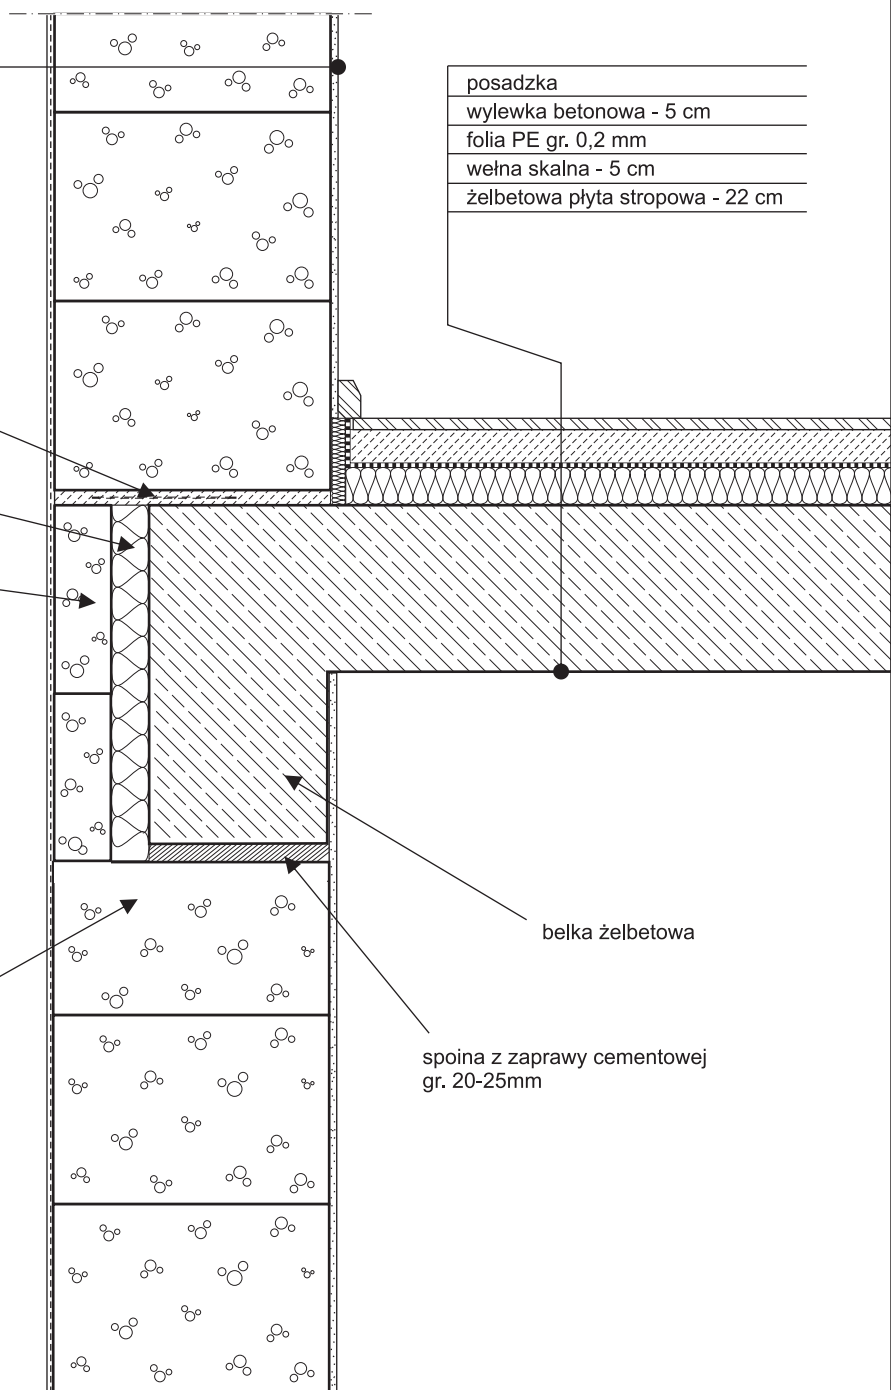 posadzka
wylewka betonowa - 5 cm
folia PE gr. 0,2 mm
wełna skalna - 5 cm
żelbetowa płyta stropowa - 22 cm
belka żelbetowa
spoina z zaprawy cementowej
gr. 20-25mm